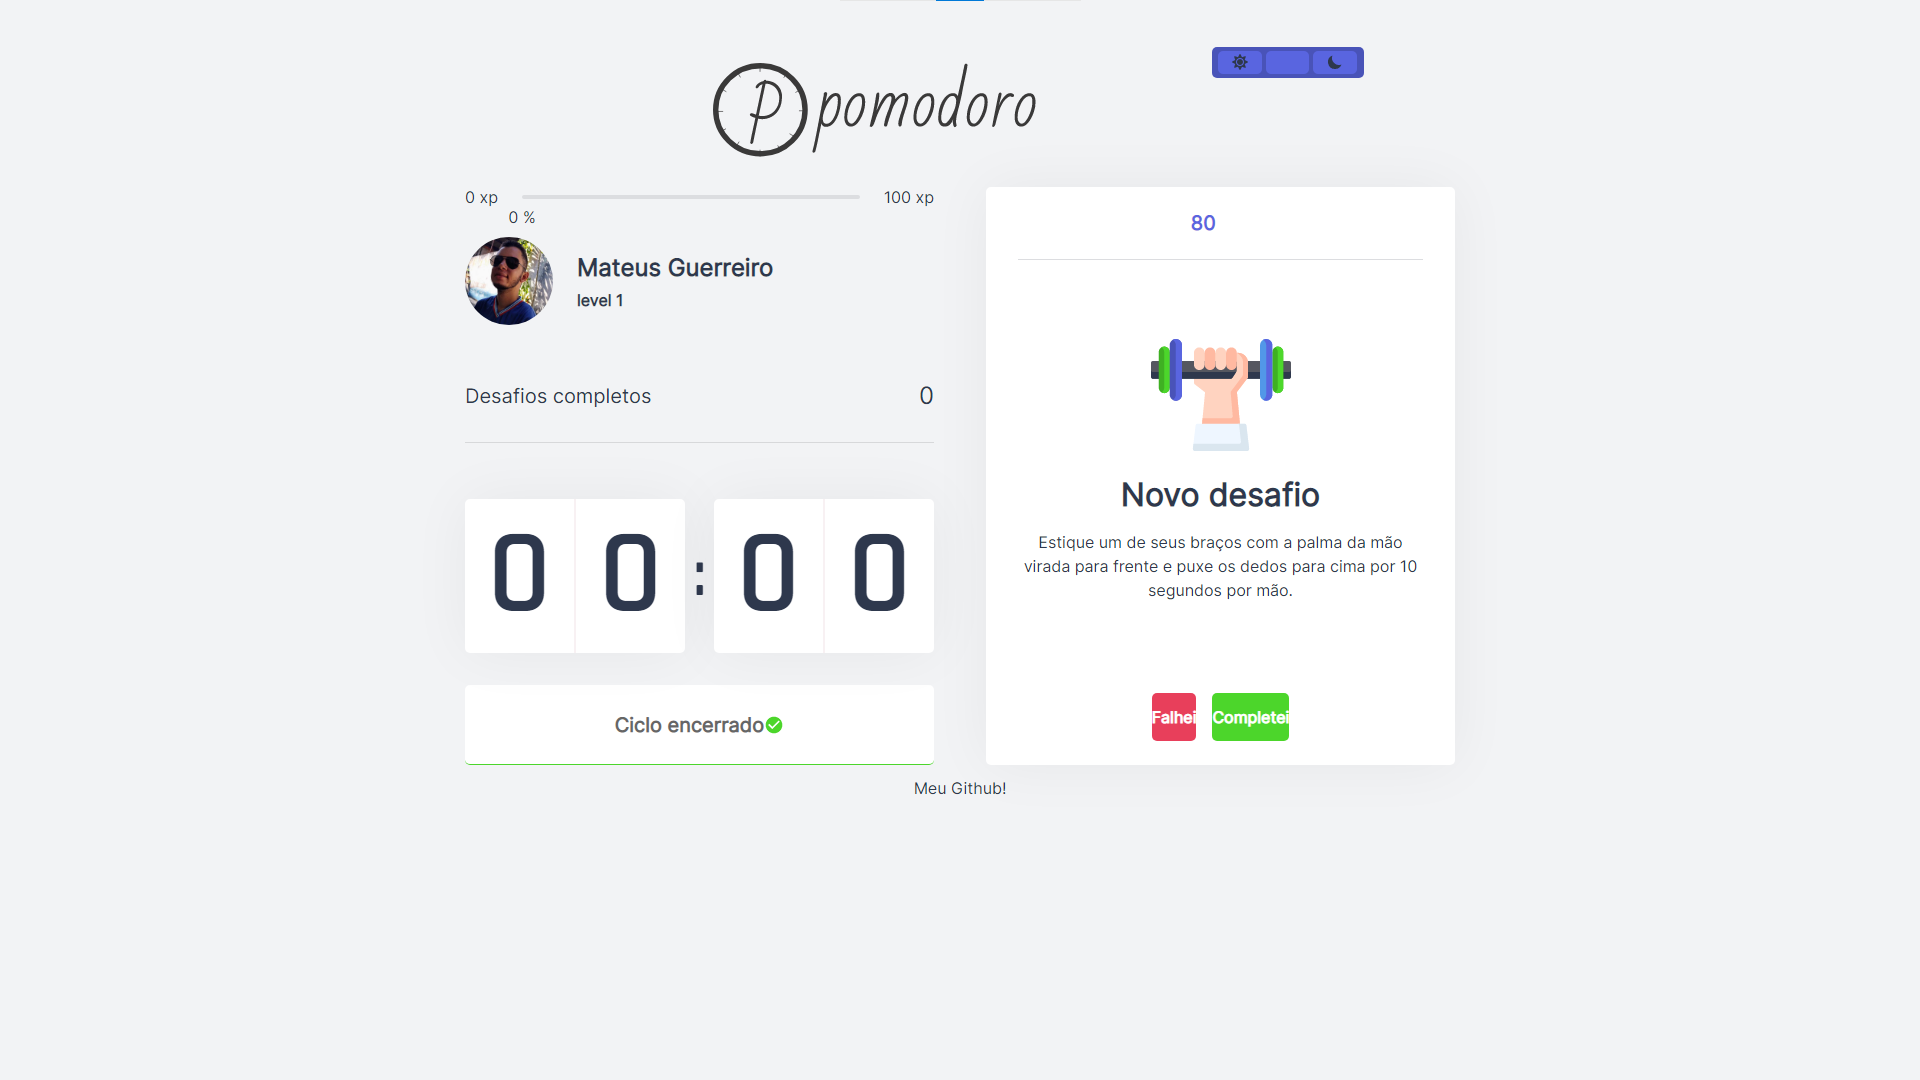 P pomodoro
0 xp
100 xp
0 %
Mateus Guerreiro
level 1
Desafios completos
0
0 0 : 0 0
Ciclo encerrado
80
Novo desafio
Estique um de seus braços com a palma da mão
virada para frente e puxe os dedos para cima por 10
segundos por mão.
Falhei
Completei
Meu Github!